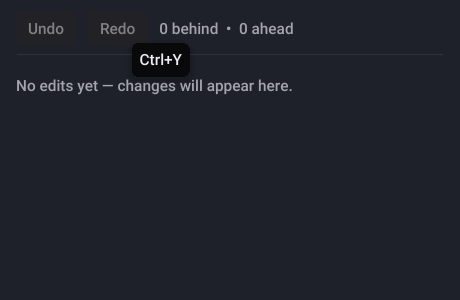 Undo Redo 0 behind • 0 ahead
Ctrl+Y
No edits yet — changes will appear here.